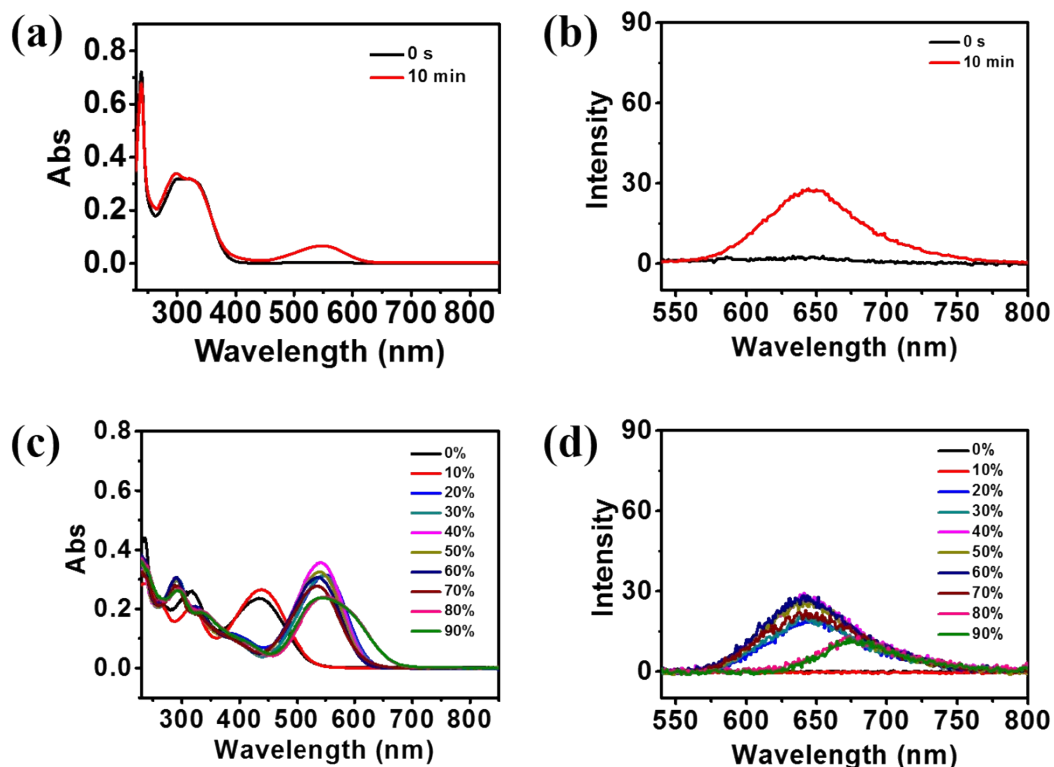 (a)
0 s
10 min
0.8
0.6
0.4
0.2
0.0
Abs
300 400 500 600 700 800
Wavelength (nm)
(b)
0 s
10 min
90
60
30
0
Intensity
550 600 650 700 750 800
Wavelength (nm)
(c)
0%
10%
20%
30%
40%
50%
60%
70%
80%
90%
0.8
0.6
0.4
0.2
0.0
Abs
300 400 500 600 700 800
Wavelength (nm)
(d)
0%
10%
20%
30%
40%
50%
60%
70%
80%
90%
90
60
30
0
Intensity
550 600 650 700 750 800
Wavelength (nm)